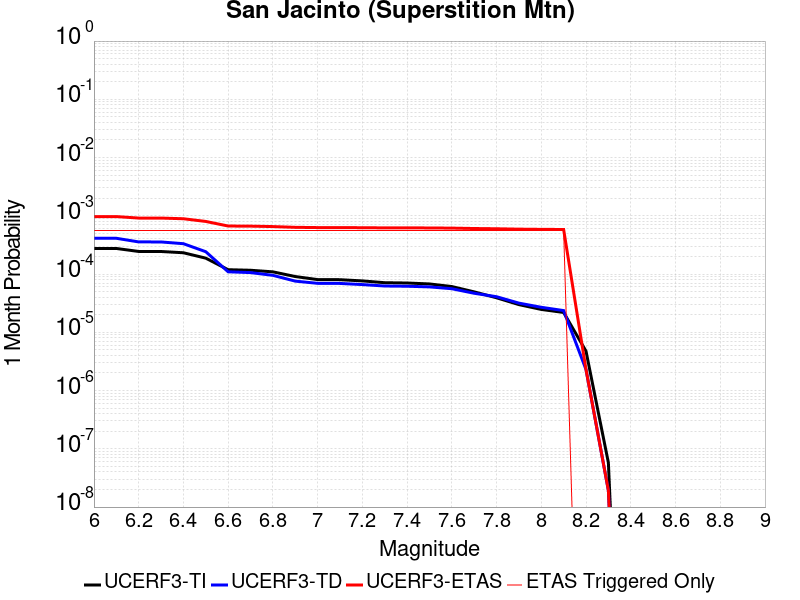 San Jacinto (Superstition Mtn)
10^0
10^-1
10^-2
10^-3
10^-4
10^-5
10^-6
10^-7
10^-8
1 Month Probability
6 6.2 6.4 6.6 6.8 7 7.2 7.4 7.6 7.8 8 8.2 8.4 8.6 8.8 9
Magnitude
UCERF3-TI UCERF3-TD UCERF3-ETAS ETAS Triggered Only